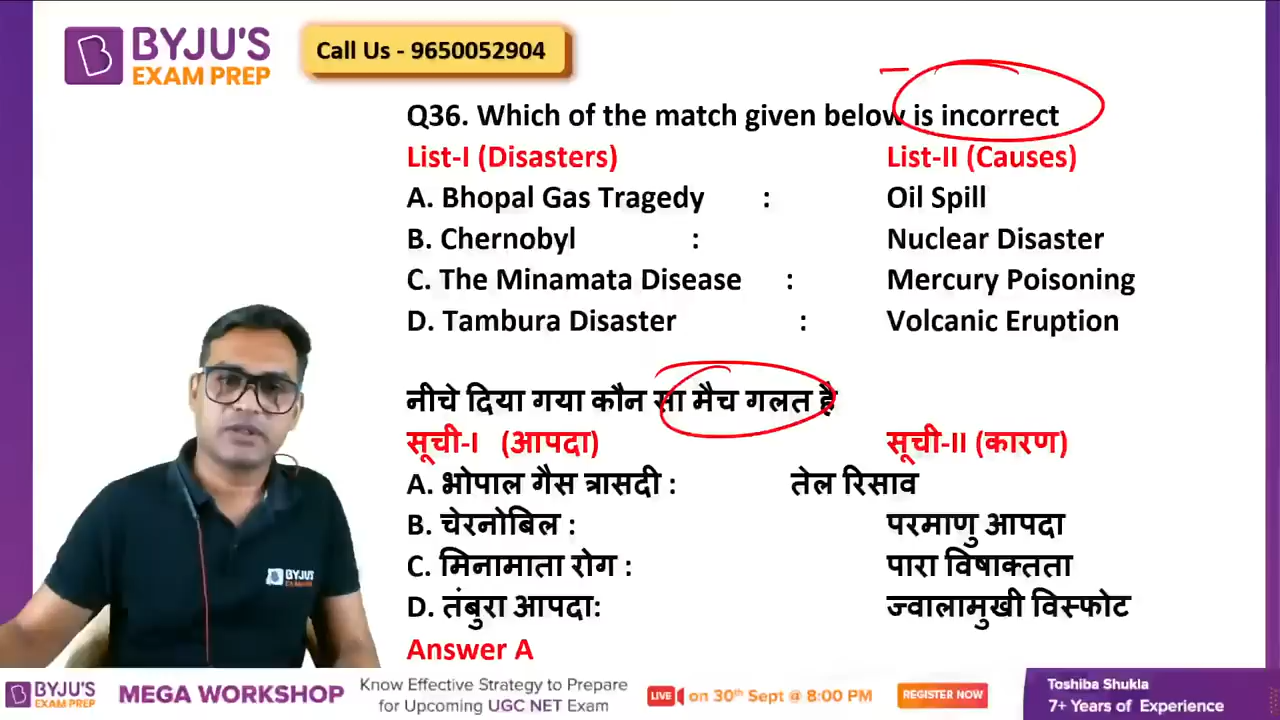 BYJU'S
EXAM PREP
Call Us - 9650052904
Q36. Which of the match given below is incorrect
List-I (Disasters) List-II (Causes)
A. Bhopal Gas Tragedy : Oil Spill
B. Chernobyl : Nuclear Disaster
C. The Minamata Disease : Mercury Poisoning
D. Tambura Disaster : Volcanic Eruption
नीचे दिया गया कौन सा मैच गलत है
सूची-I (आपदा) सूची-II (कारण)
A. भोपाल गैस त्रासदी : तेल रिसाव
B. चेरनोबिल : परमाणु आपदा
C. मिनामाता रोग : पारा विषाक्तता
D. तंबुरा आपदा: ज्वालामुखी विस्फोट
Answer A
BYJU'S
BYJU'S
EXAM PREP
MEGA WORKSHOP
Know Effective Strategy to Prepare
for Upcoming UGC NET Exam
LIVE on 30th Sept @ 8:00 PM
REGISTER NOW
Toshiba Shukla
7+ Years of Experience